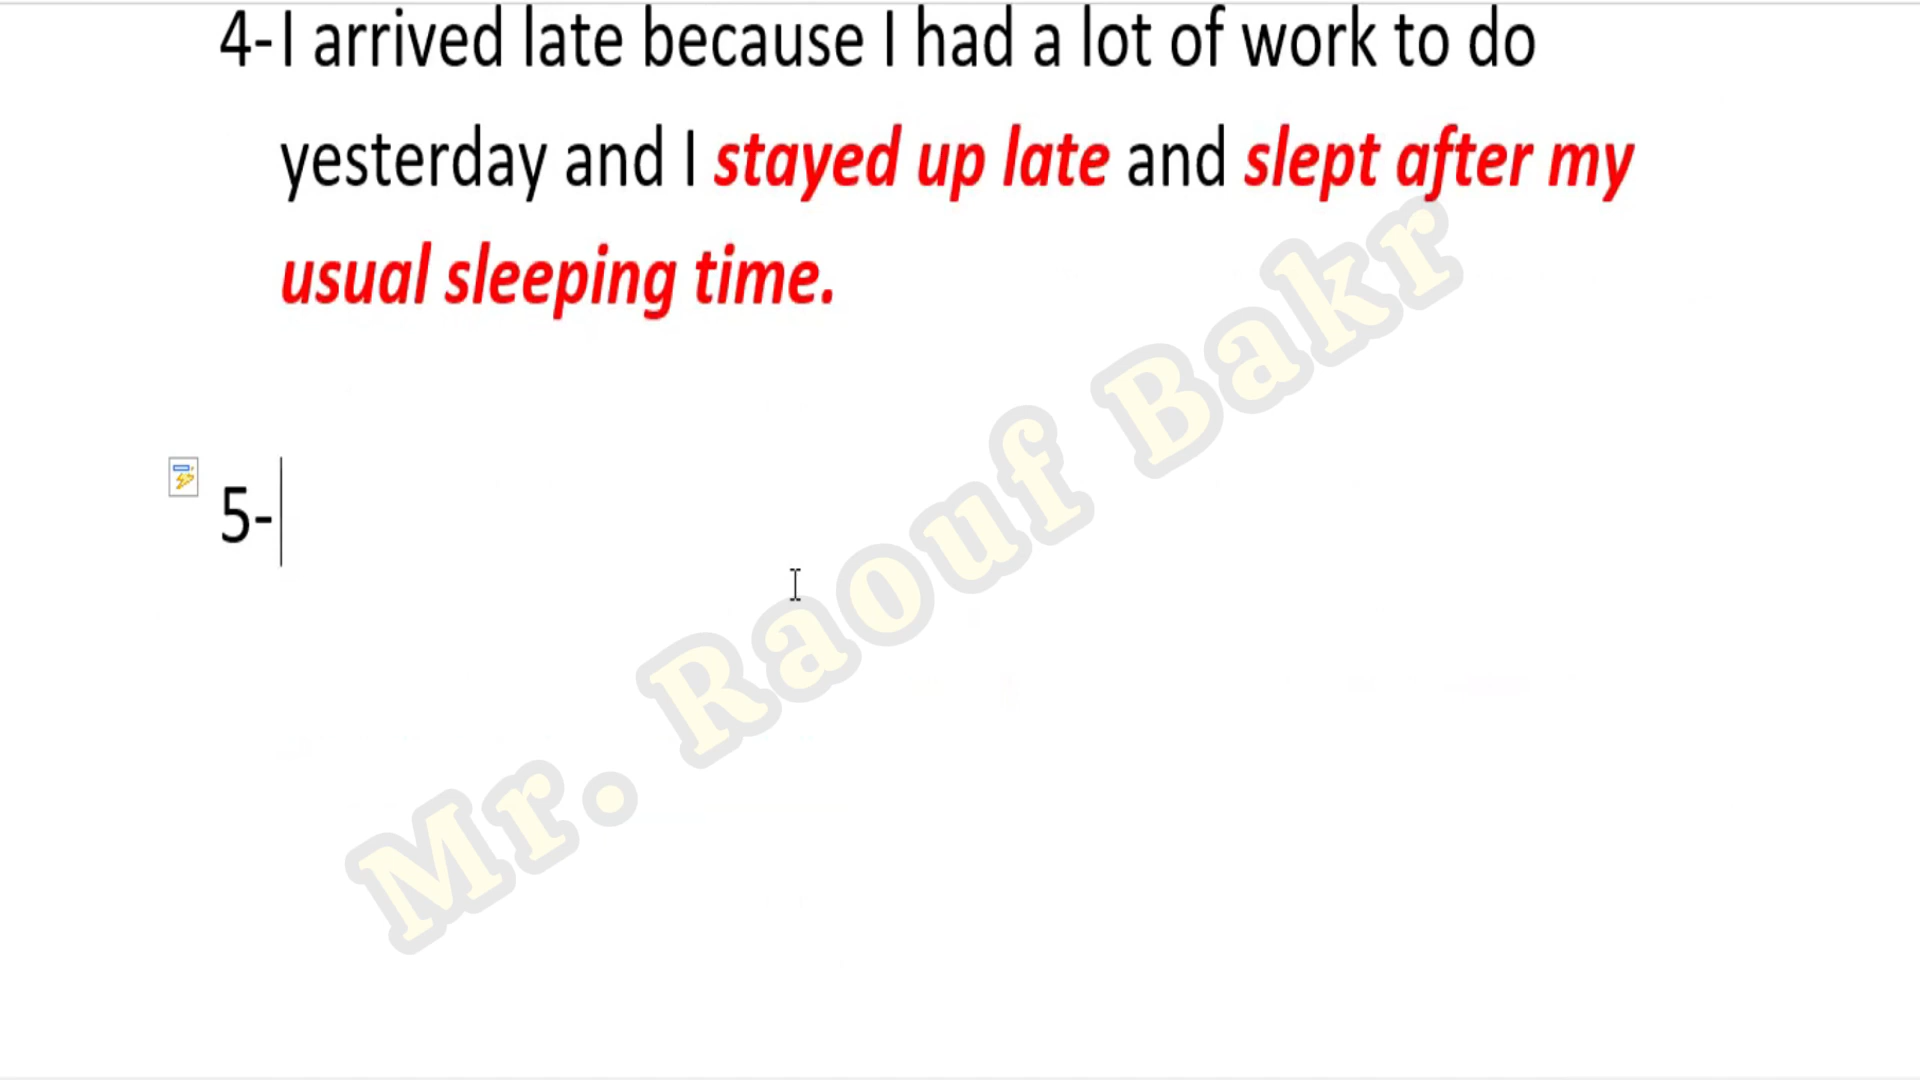 4-I arrived late because I had a lot of work to do
yesterday and I stayed up late and slept after my
usual sleeping time.
5-
Mr. Raouf Bakr